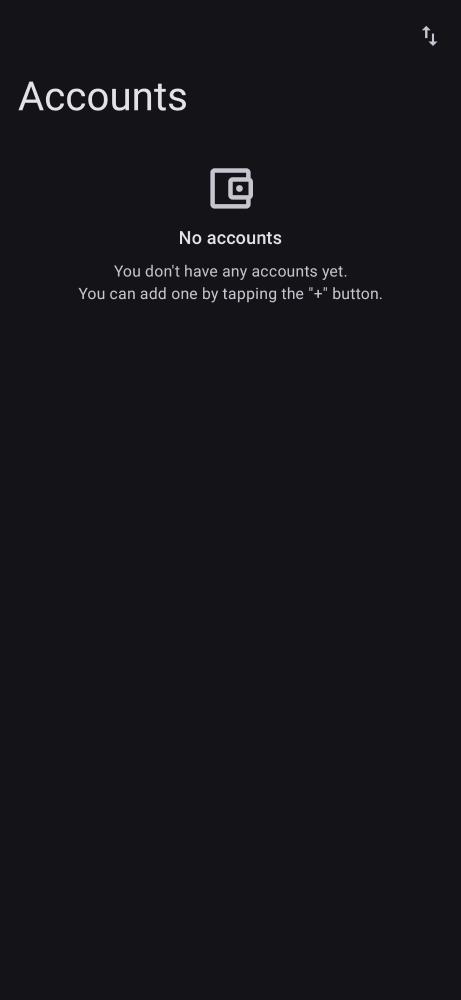 Accounts
No accounts
You don't have any accounts yet.
You can add one by tapping the "+" button.